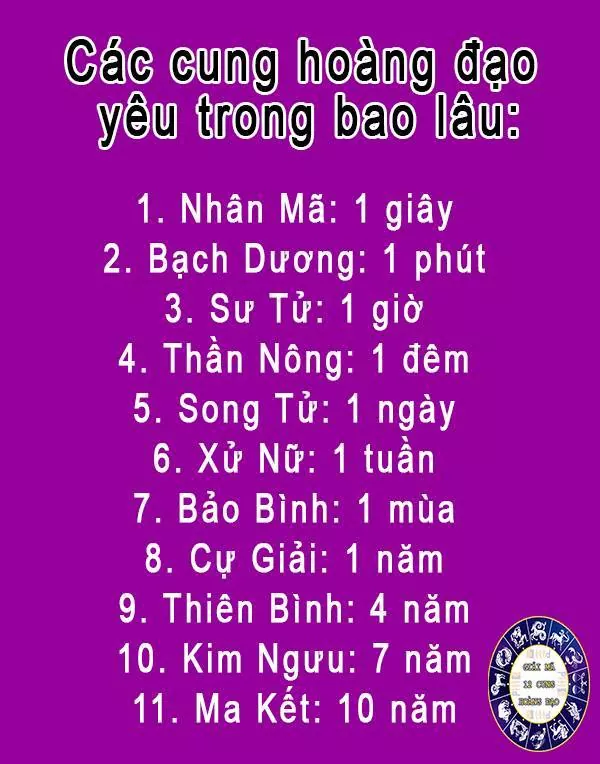 Các cung hoàng đạo
yêu trong bao lâu:
1. Nhân Mã: 1 giây
2. Bạch Dương: 1 phút
3. Sư Tử: 1 giờ
4. Thần Nông: 1 đêm
5. Song Tử: 1 ngày
6. Xử Nữ: 1 tuần
7. Bảo Bình: 1 mùa
8. Cự Giải: 1 năm
9. Thiên Bình: 4 năm
10. Kim Ngưu: 7 năm
11. Ma Kết: 10 năm
GIẢI MÃ
12 CUNG
HOÀNG ĐẠO